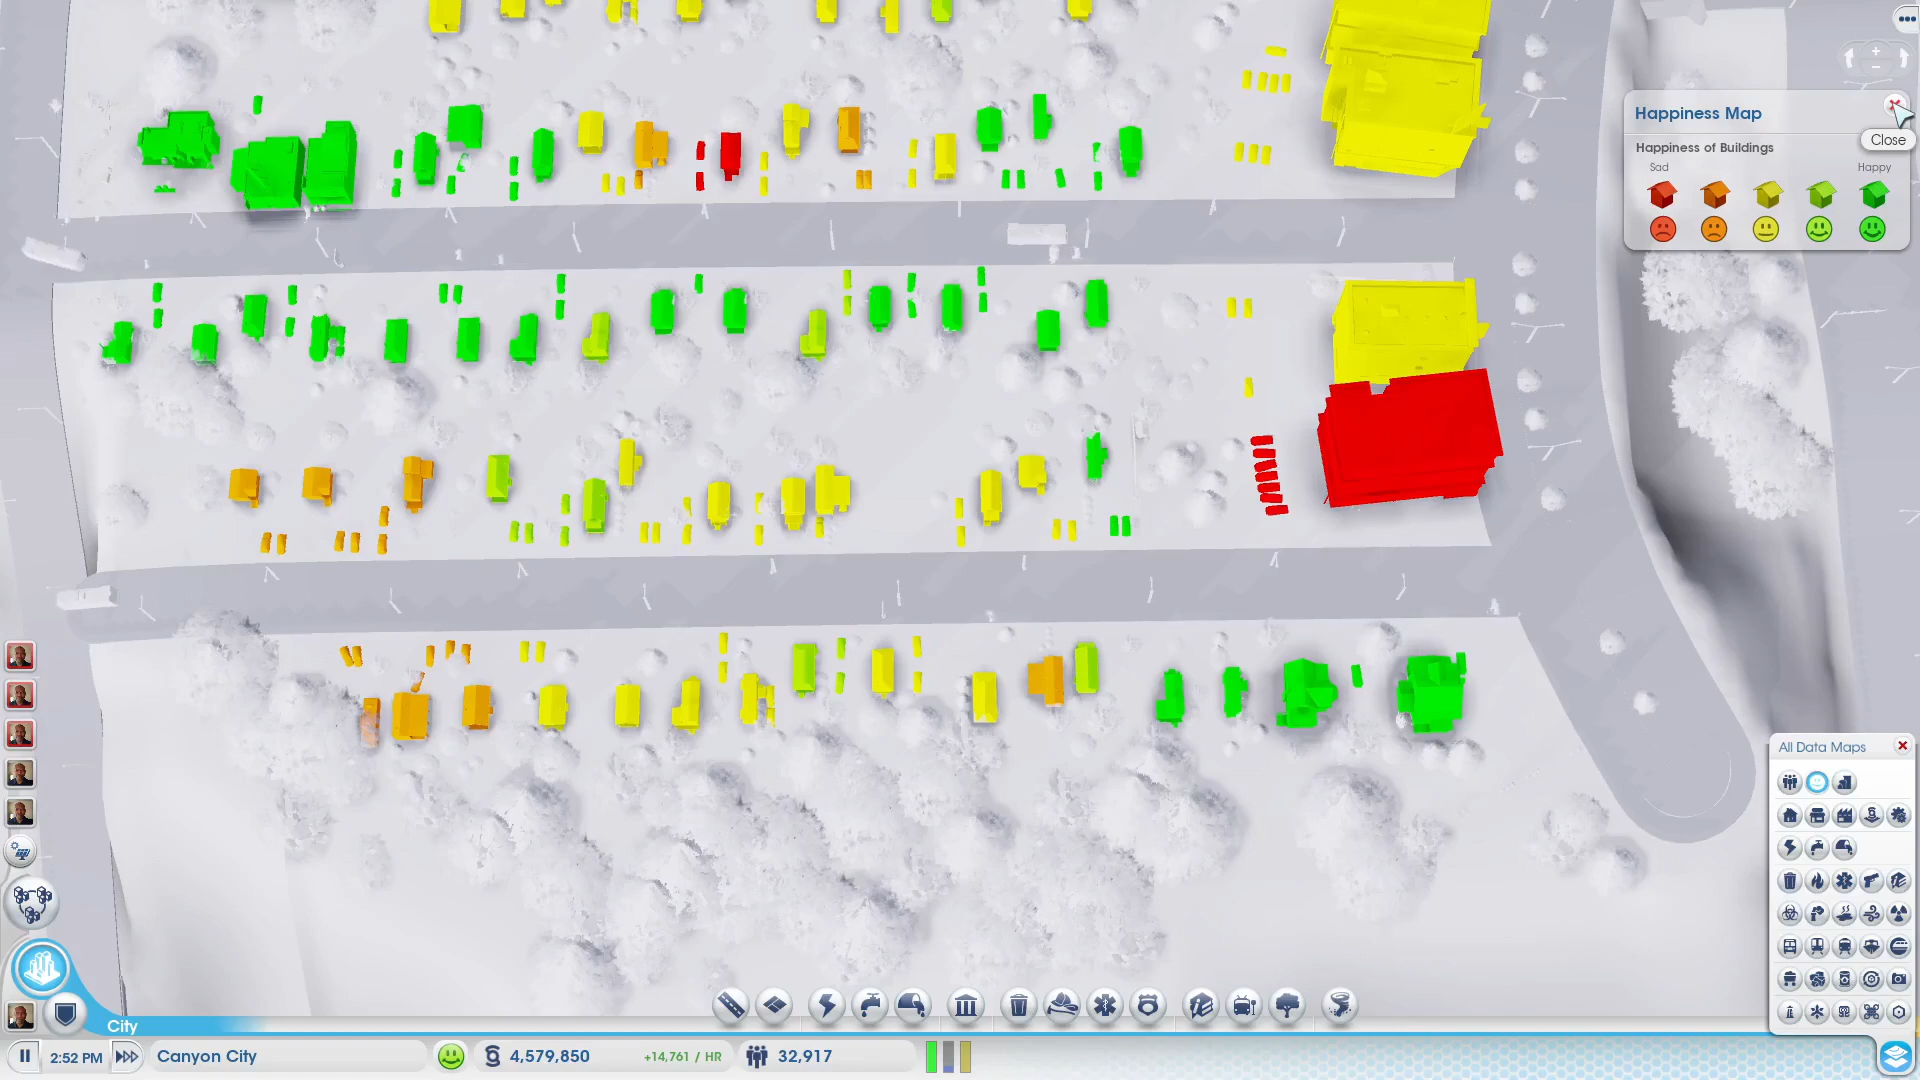 Happiness Map
Close
Happiness of Buildings
Sad
Happy
All Data Maps
City
2:52 PM
Canyon City
4,579,850
+14,761 / HR
32,917